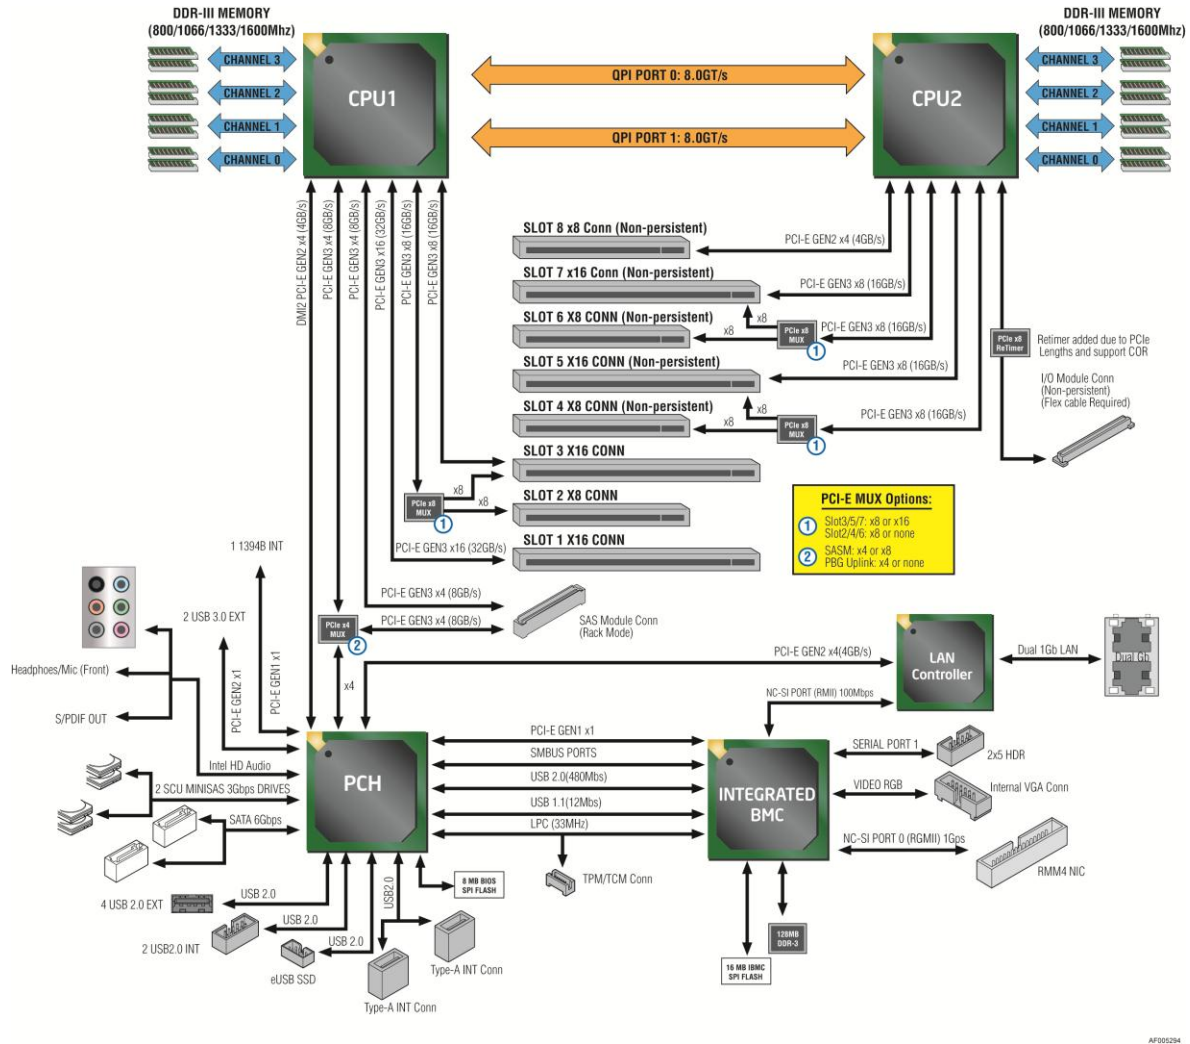 DDR-III MEMORY
(800/1066/1333/1600Mhz)
CHANNEL 3
CHANNEL 2
CHANNEL 1
CHANNEL 0
CPU1
QPI PORT 0: 8.0GT/s
QPI PORT 1: 8.0GT/s
CPU2
DDR-III MEMORY
(800/1066/1333/1600Mhz)
CHANNEL 3
CHANNEL 2
CHANNEL 1
CHANNEL 0
DMI2 PCI-E GEN2 x4 (4GB/s)
PCI-E GEN3 x4 (8GB/s)
PCI-E GEN3 x4 (8GB/s)
PCI-E GEN3 x16 (32GB/s)
PCI-E GEN3 x8 (16GB/s)
PCI-E GEN3 x8 (16GB/s)
SLOT 8 x8 Conn (Non-persistent)
PCI-E GEN2 x4 (4GB/s)
SLOT 7 x16 Conn (Non-persistent)
PCI-E GEN3 x8 (16GB/s)
SLOT 6 X8 CONN (Non-persistent)
x8
x8
PCIe x8
MUX
1
PCI-E GEN3 x8 (16GB/s)
SLOT 5 X16 CONN (Non-persistent)
PCI-E GEN3 x8 (16GB/s)
SLOT 4 X8 CONN (Non-persistent)
x8
x8
PCIe x8
MUX
1
PCI-E GEN3 x8 (16GB/s)
PCIe x8
ReTimer
Retimer added due to PCIe
Lengths and support COR
I/O Module Conn
(Non-persistent)
(Flex cable Required)
SLOT 3 X16 CONN
x8
x8
PCIe x8
MUX
1
SLOT 2 X8 CONN
SLOT 1 X16 CONN
PCI-E GEN3 x16 (32GB/s)
PCI-E MUX Options:
1
Slot3/5/7: x8 or x16
Slot2/4/6: x8 or none
2
SASM: x4 or x8
PBG Uplink: x4 or none
PCI-E GEN3 x4 (8GB/s)
PCI-E GEN3 x4 (8GB/s)
PCIe x4
MUX
2
SAS Module Conn
(Rack Mode)
x4
1 1394B INT
2 USB 3.0 EXT
PCI-E GEN2 x1
PCI-E GEN1 x1
Headphoes/Mic (Front)
S/PDIF OUT
Intel HD Audio
2 SCU MINISAS 3Gbps DRIVES
SATA 6Gbps
PCI-E GEN2 x4(4GB/s)
LAN
Controller
Dual 1Gb LAN
Dual Gb
NC-SI PORT (RMII) 100Mbps
PCH
PCI-E GEN1 x1
SMBUS PORTS
USB 2.0(480Mbs)
USB 1.1(12Mbs)
LPC (33MHz)
INTEGRATED
BMC
SERIAL PORT 1
2x5 HDR
VIDEO RGB
Internal VGA Conn
NC-SI PORT 0 (RGMII) 1Gps
RMM4 NIC
TPM/TCM Conn
8 MB BIOS
SPI FLASH
128MB
DDR-3
16 MB IBMC
SPI FLASH
4 USB 2.0 EXT
USB 2.0
2 USB2.0 INT
USB 2.0
eUSB SSD
USB 2.0
USB2.0
Type-A INT Conn
Type-A INT Conn
AF005294